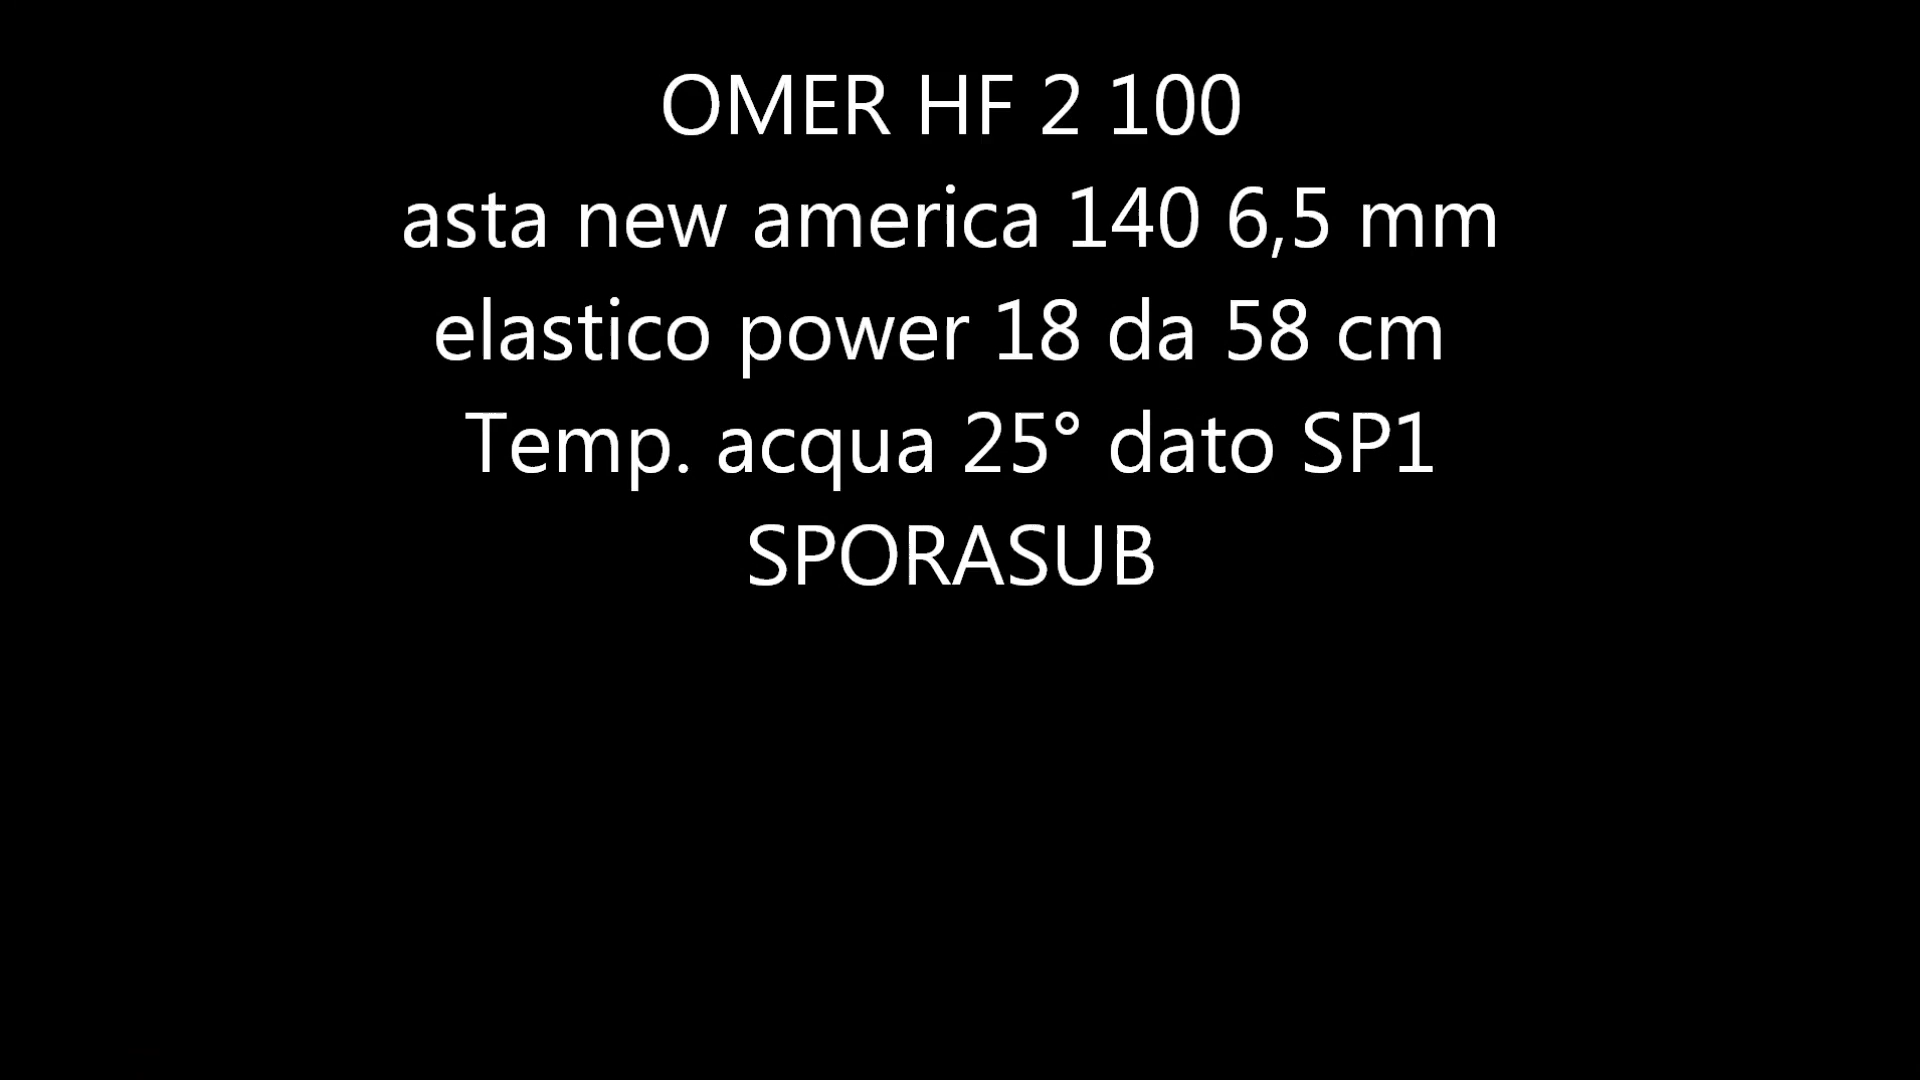 OMER HF 2 100
asta new america 140 6,5 mm
elastico power 18 da 58 cm
Temp. acqua 25° dato SP1
SPORASUB